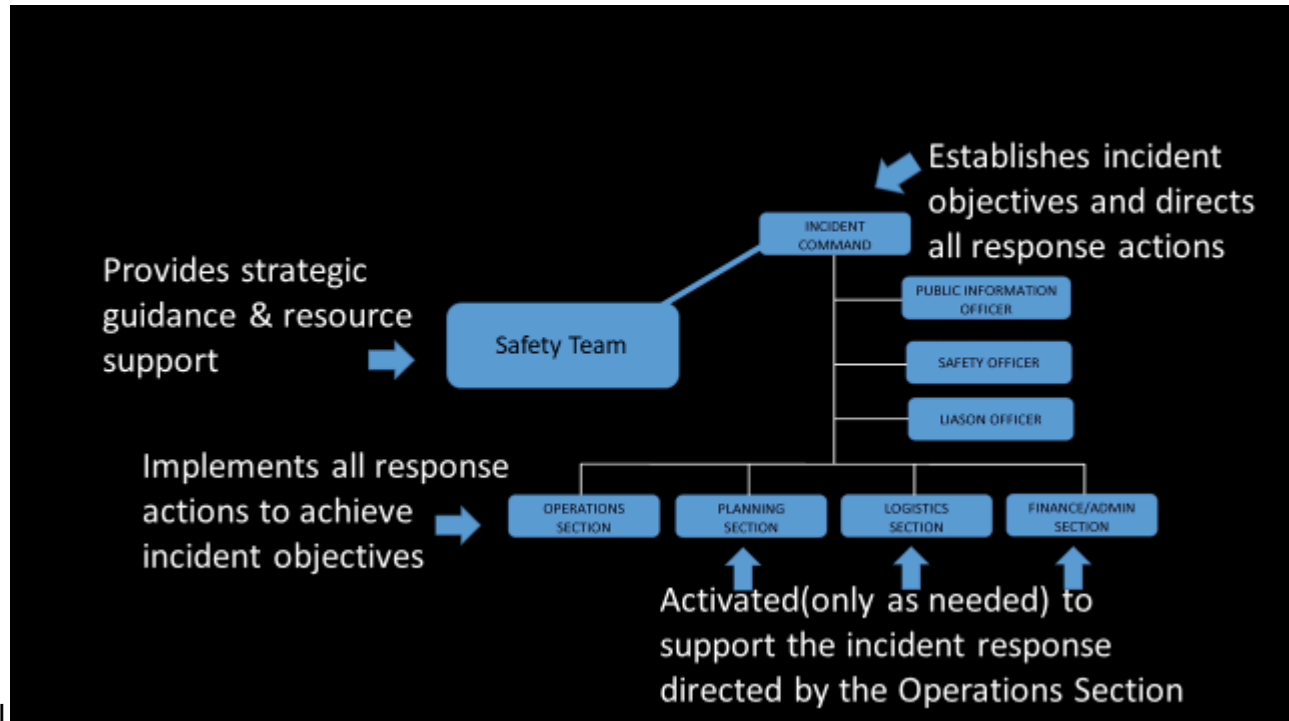 Establishes incident
objectives and directs
all response actions
INCIDENT
COMMAND
Provides strategic
guidance & resource
support
Safety Team
PUBLIC INFORMATION
OFFICER
SAFETY OFFICER
LIASON OFFICER
Implements all response
actions to achieve
incident objectives
OPERATIONS
SECTION
PLANNING
SECTION
LOGISTICS
SECTION
FINANCE/ADMIN
SECTION
Activated(only as needed) to
support the incident response
directed by the Operations Section
l